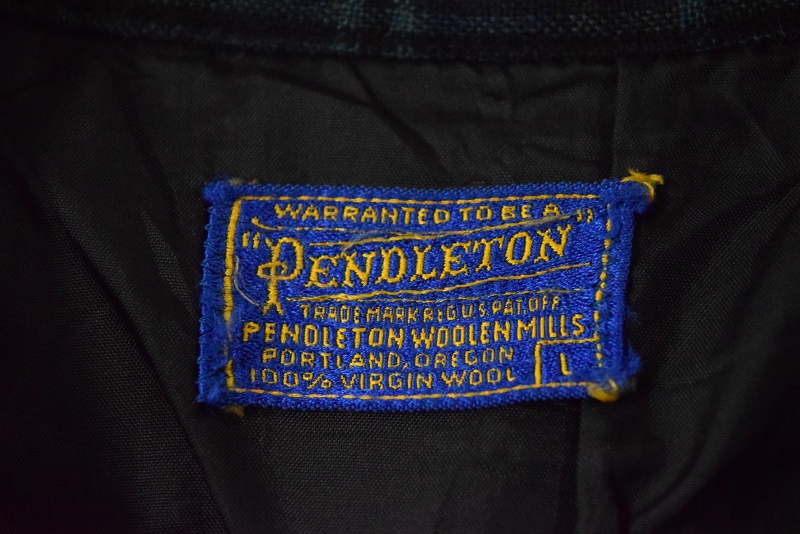 WARRANTED TO BE A
"PENDLETON"
TRADE MARK REG. U.S. PAT. OFF.
PENDLETON WOOLEN MILLS
PORTLAND, OREGON
100% VIRGIN WOOL
L